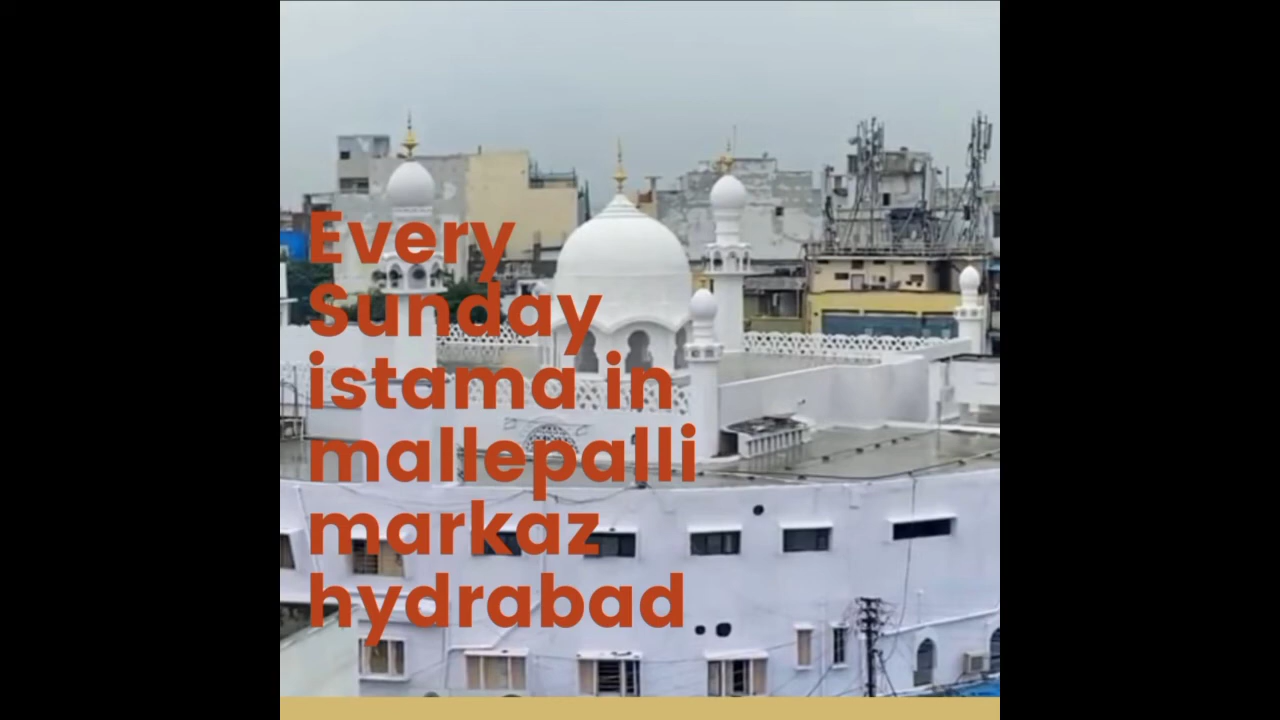 Every
Sunday
istama in
mallepalli
markaz
hydrabad